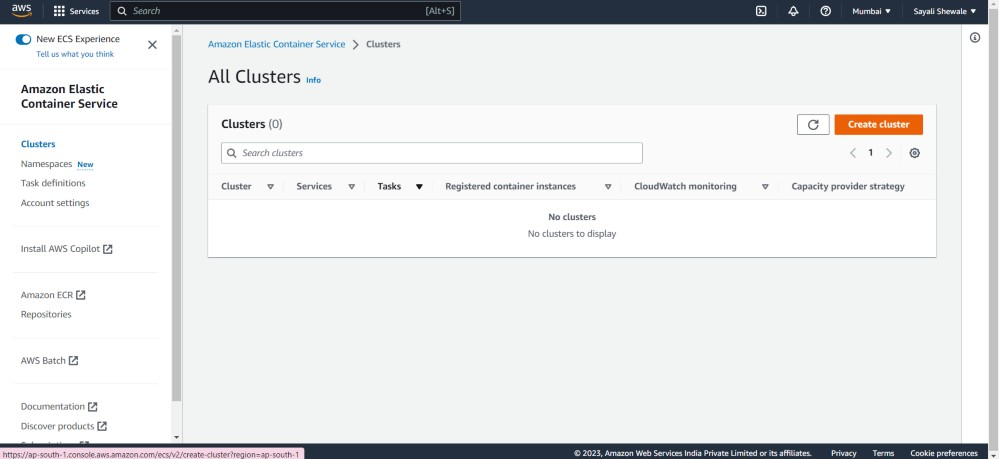 aws
Services
Search
[Alt+S]
Mumbai
Sayali Shewale
New ECS Experience
Tell us what you think
Amazon Elastic
Container Service
Clusters
Namespaces New
Task definitions
Account settings
Install AWS Copilot
Amazon ECR
Repositories
AWS Batch
Documentation
Discover products
Amazon Elastic Container Service > Clusters
All Clusters Info
Clusters (0)
Create cluster
Search clusters
1
Cluster Services Tasks Registered container instances CloudWatch monitoring Capacity provider strategy
No clusters
No clusters to display
https://ap-south-1.console.aws.amazon.com/ecs/v2/create-cluster?region=ap-south-1
© 2023, Amazon Web Services India Private Limited or its affiliates. Privacy Terms Cookie preferences